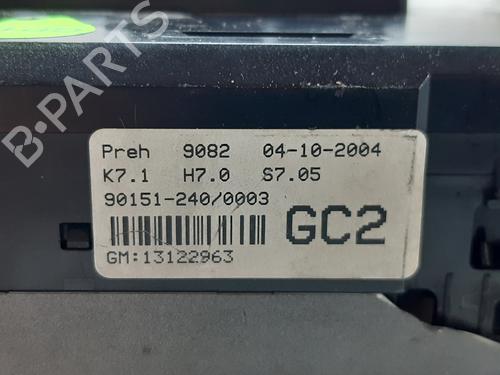 B-PARTS
Preh 9082 04-10-2004
K7.1 H7.0 S7.05
90151-240/0003
GC2
GM:13122963